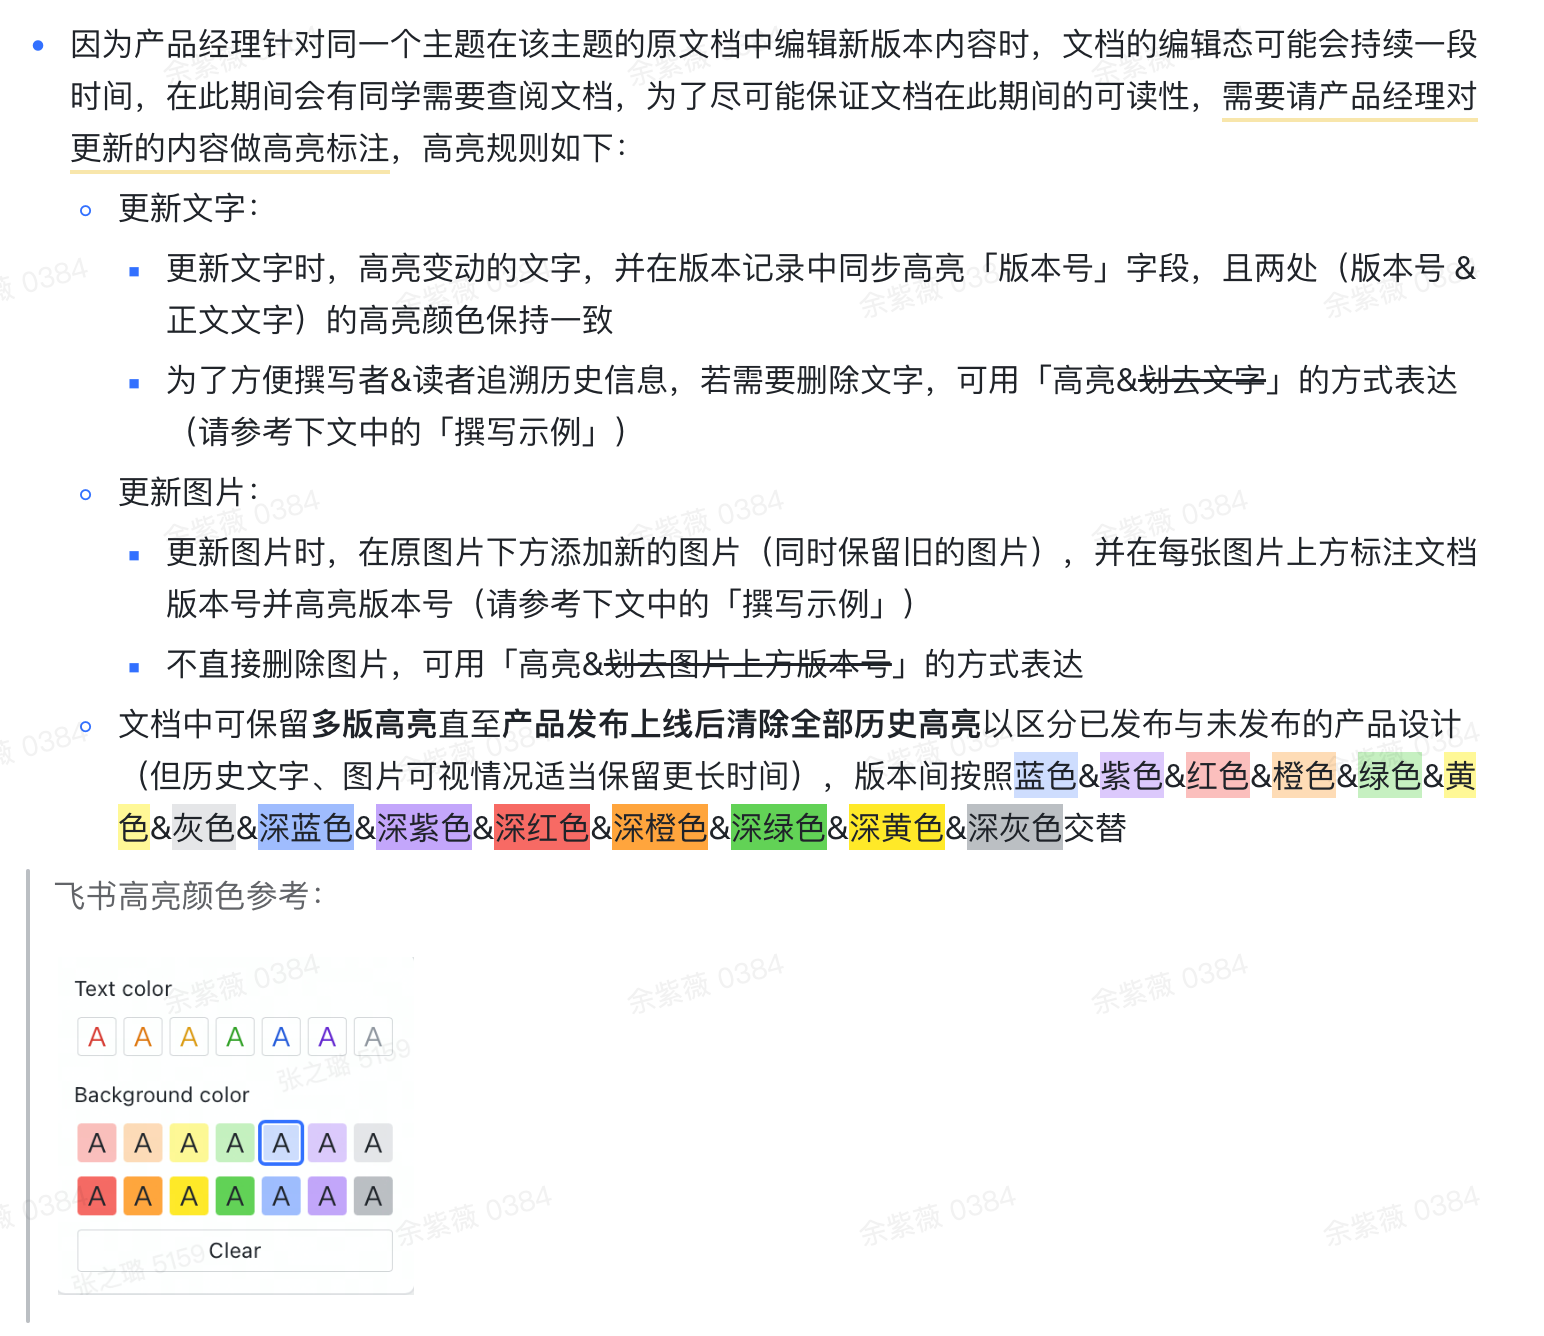 因为产品经理针对同一个主题在该主题的原文档中编辑新版本内容时，文档的编辑态可能会持续一段
时间，在此期间会有同学需要查阅文档，为了尽可能保证文档在此期间的可读性，需要请产品经理对
更新的内容做高亮标注，高亮规则如下：
更新文字：
更新文字时，高亮变动的文字，并在版本记录中同步高亮「版本号」字段，且两处（版本号 &
正文文字）的高亮颜色保持一致
为了方便撰写者&读者追溯历史信息，若需要删除文字，可用「高亮&划去文字」的方式表达
（请参考下文中的「撰写示例」）
更新图片：
更新图片时，在原图片下方添加新的图片（同时保留旧的图片），并在每张图片上方标注文档
版本号并高亮版本号（请参考下文中的「撰写示例」）
不直接删除图片，可用「高亮&划去图片上方版本号」的方式表达
文档中可保留多版高亮直至产品发布上线后清除全部历史高亮以区分已发布与未发布的产品设计
（但历史文字、图片可视情况适当保留更长时间），版本间按照蓝色&紫色&红色&橙色&绿色&黄
色&灰色&深蓝色&深紫色&深红色&深橙色&深绿色&深黄色&深灰色交替
飞书高亮颜色参考：
Text color
A A A A A A A
张之璐 5159
Background color
A A A A A A A
A A A A A A A
Clear
张之璐 5159
余紫薇 0384